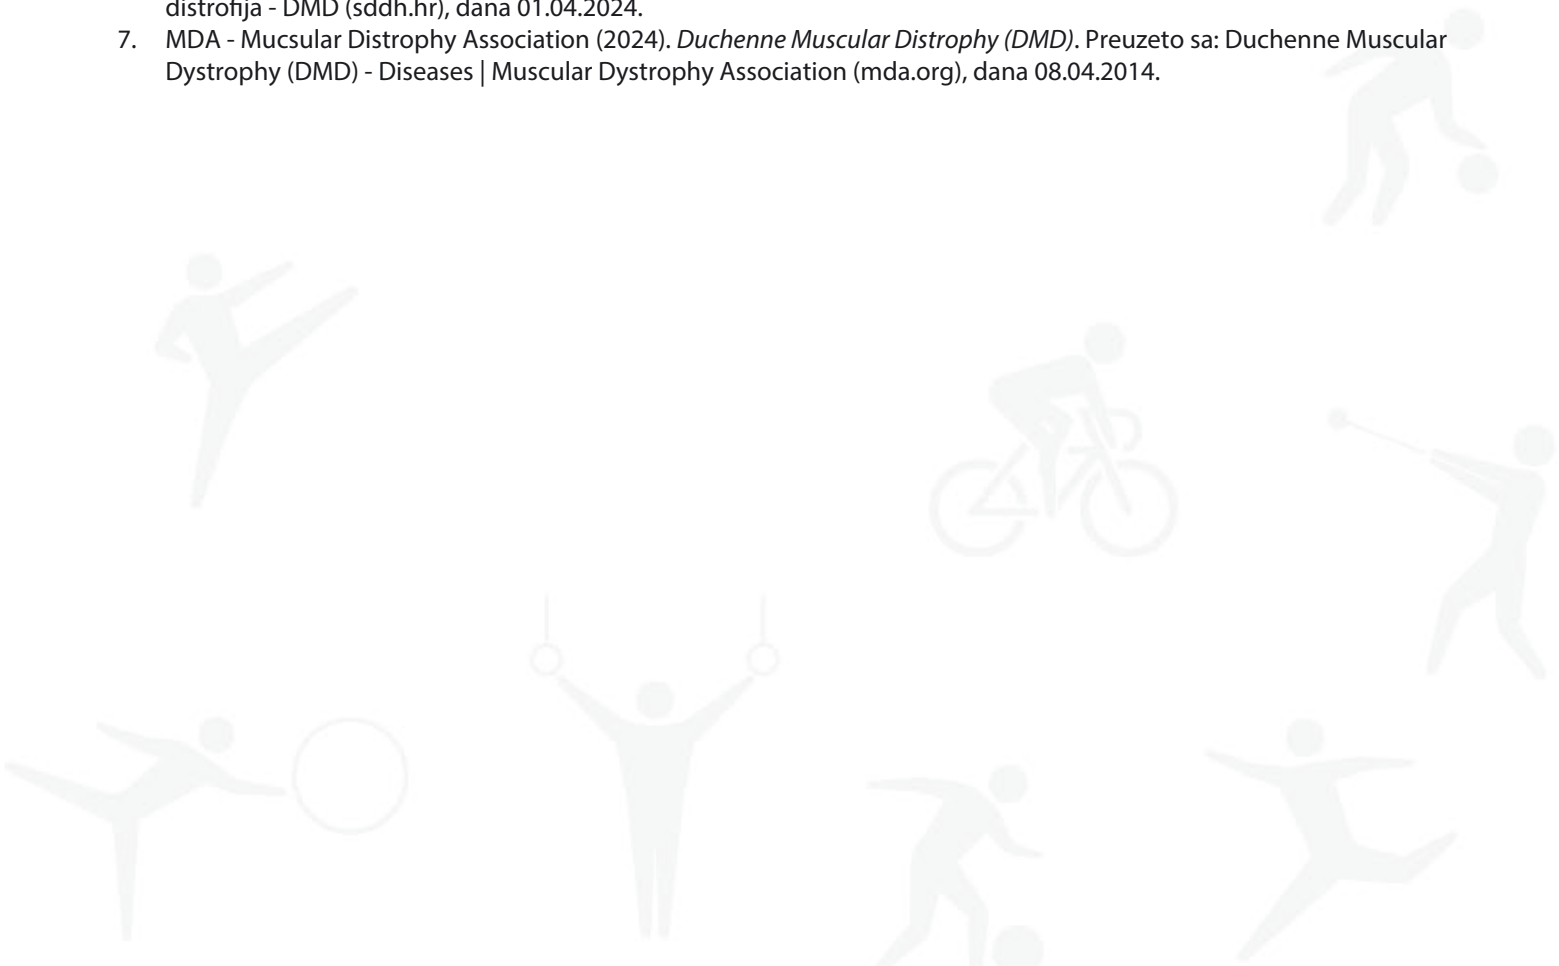 distrofija - DMD (sddh.hr), dana 01.04.2024.
7. MDA - Mucsular Distrophy Association (2024). Duchenne Muscular Distrophy (DMD). Preuzeto sa: Duchenne Muscular
Dystrophy (DMD) - Diseases | Muscular Dystrophy Association (mda.org), dana 08.04.2014.